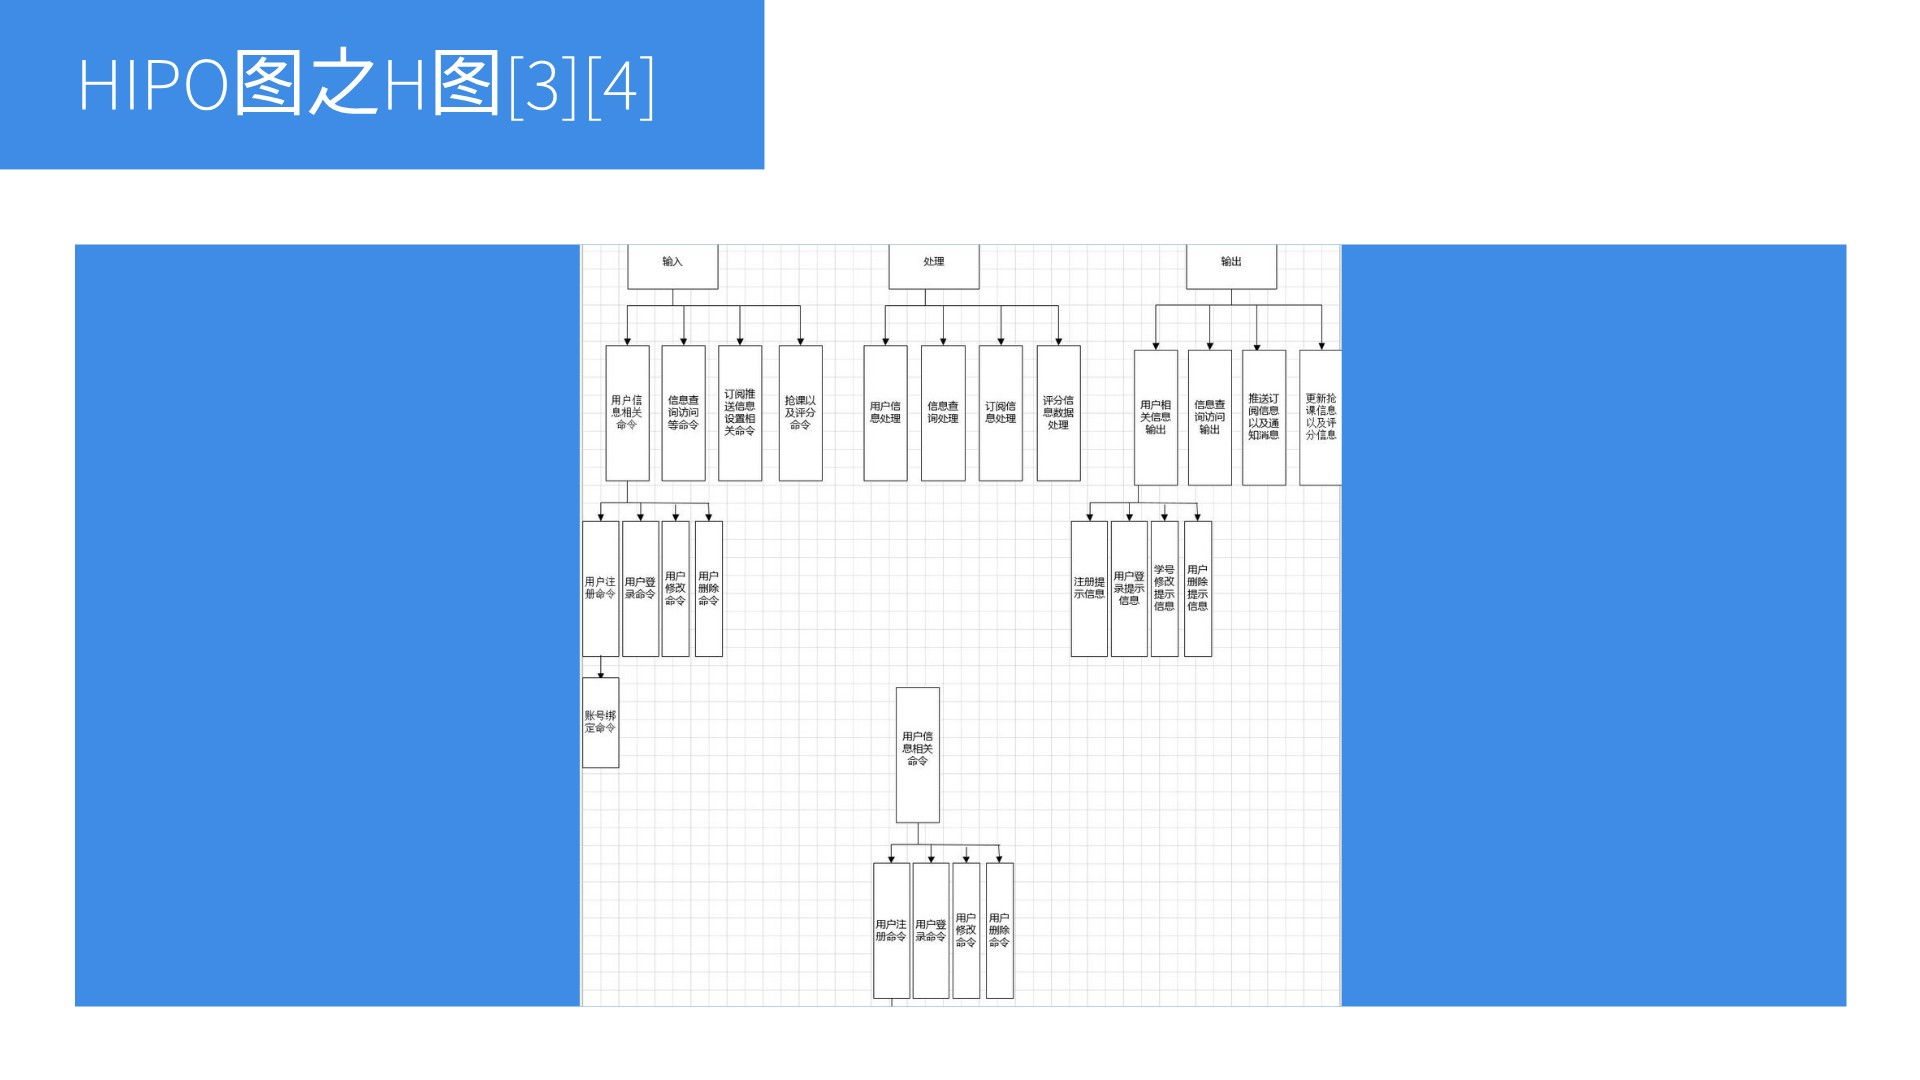 HIPO图之H图[3][4]
输入
处理
输出
用户信
息相关
命令
信息查
询访问
等命令
订阅推
送信息
设置相
关命令
抢课以
及评分
命令
用户信
息处理
信息查
询处理
订阅信
息处理
评分信
息数据
处理
用户相
关信息
输出
信息查
询访问
输出
推送订
阅信息
以及通
知消息
更新抢
课信息
以及评
分信息
用户注
册命令
用户登
录命令
用户
修改
命令
用户
删除
命令
注册提
示信息
用户登
录提示
信息
学号
修改
提示
信息
用户
删除
提示
信息
账号绑
定命令
用户信
息相关
命令
用户注
册命令
用户登
录命令
用户
修改
命令
用户
删除
命令